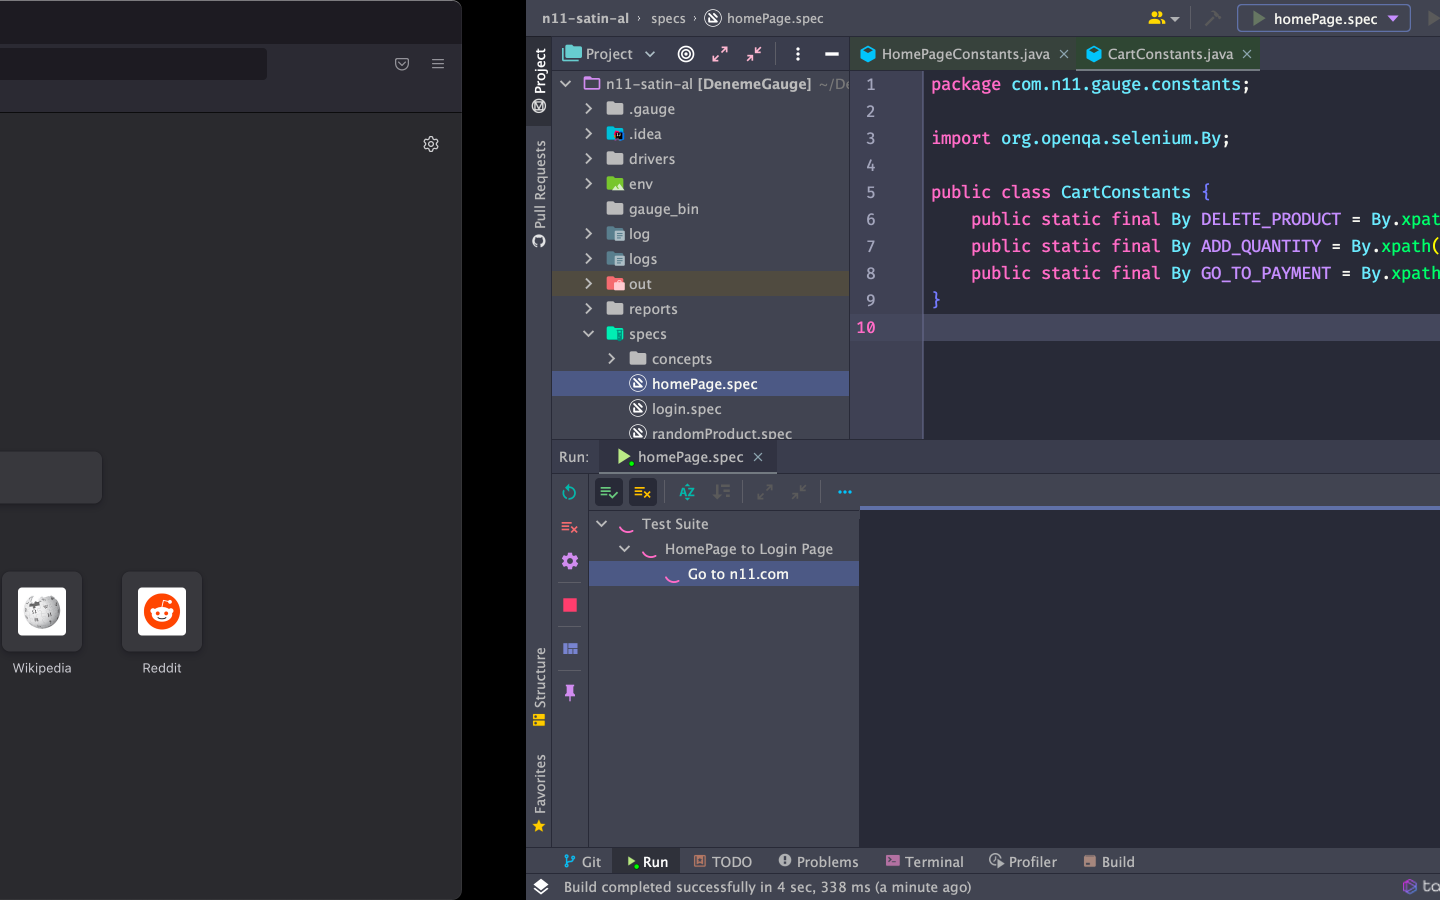 Wikipedia
Reddit
n11-satin-al › specs › homePage.spec
homePage.spec
Project
Pull Requests
Structure
Favorites
Project
n11-satin-al [DenemeGauge] ~/De
.gauge
.idea
drivers
env
gauge_bin
log
logs
out
reports
specs
concepts
homePage.spec
login.spec
randomProduct.spec
HomePageConstants.java
CartConstants.java
1 package com.n11.gauge.constants;
2
3 import org.openqa.selenium.By;
4
5 public class CartConstants {
6 public static final By DELETE_PRODUCT = By.xpat
7 public static final By ADD_QUANTITY = By.xpath(
8 public static final By GO_TO_PAYMENT = By.xpath
9 }
10
Run: homePage.spec
Test Suite
HomePage to Login Page
Go to n11.com
Git Run TODO Problems Terminal Profiler Build
Build completed successfully in 4 sec, 338 ms (a minute ago)